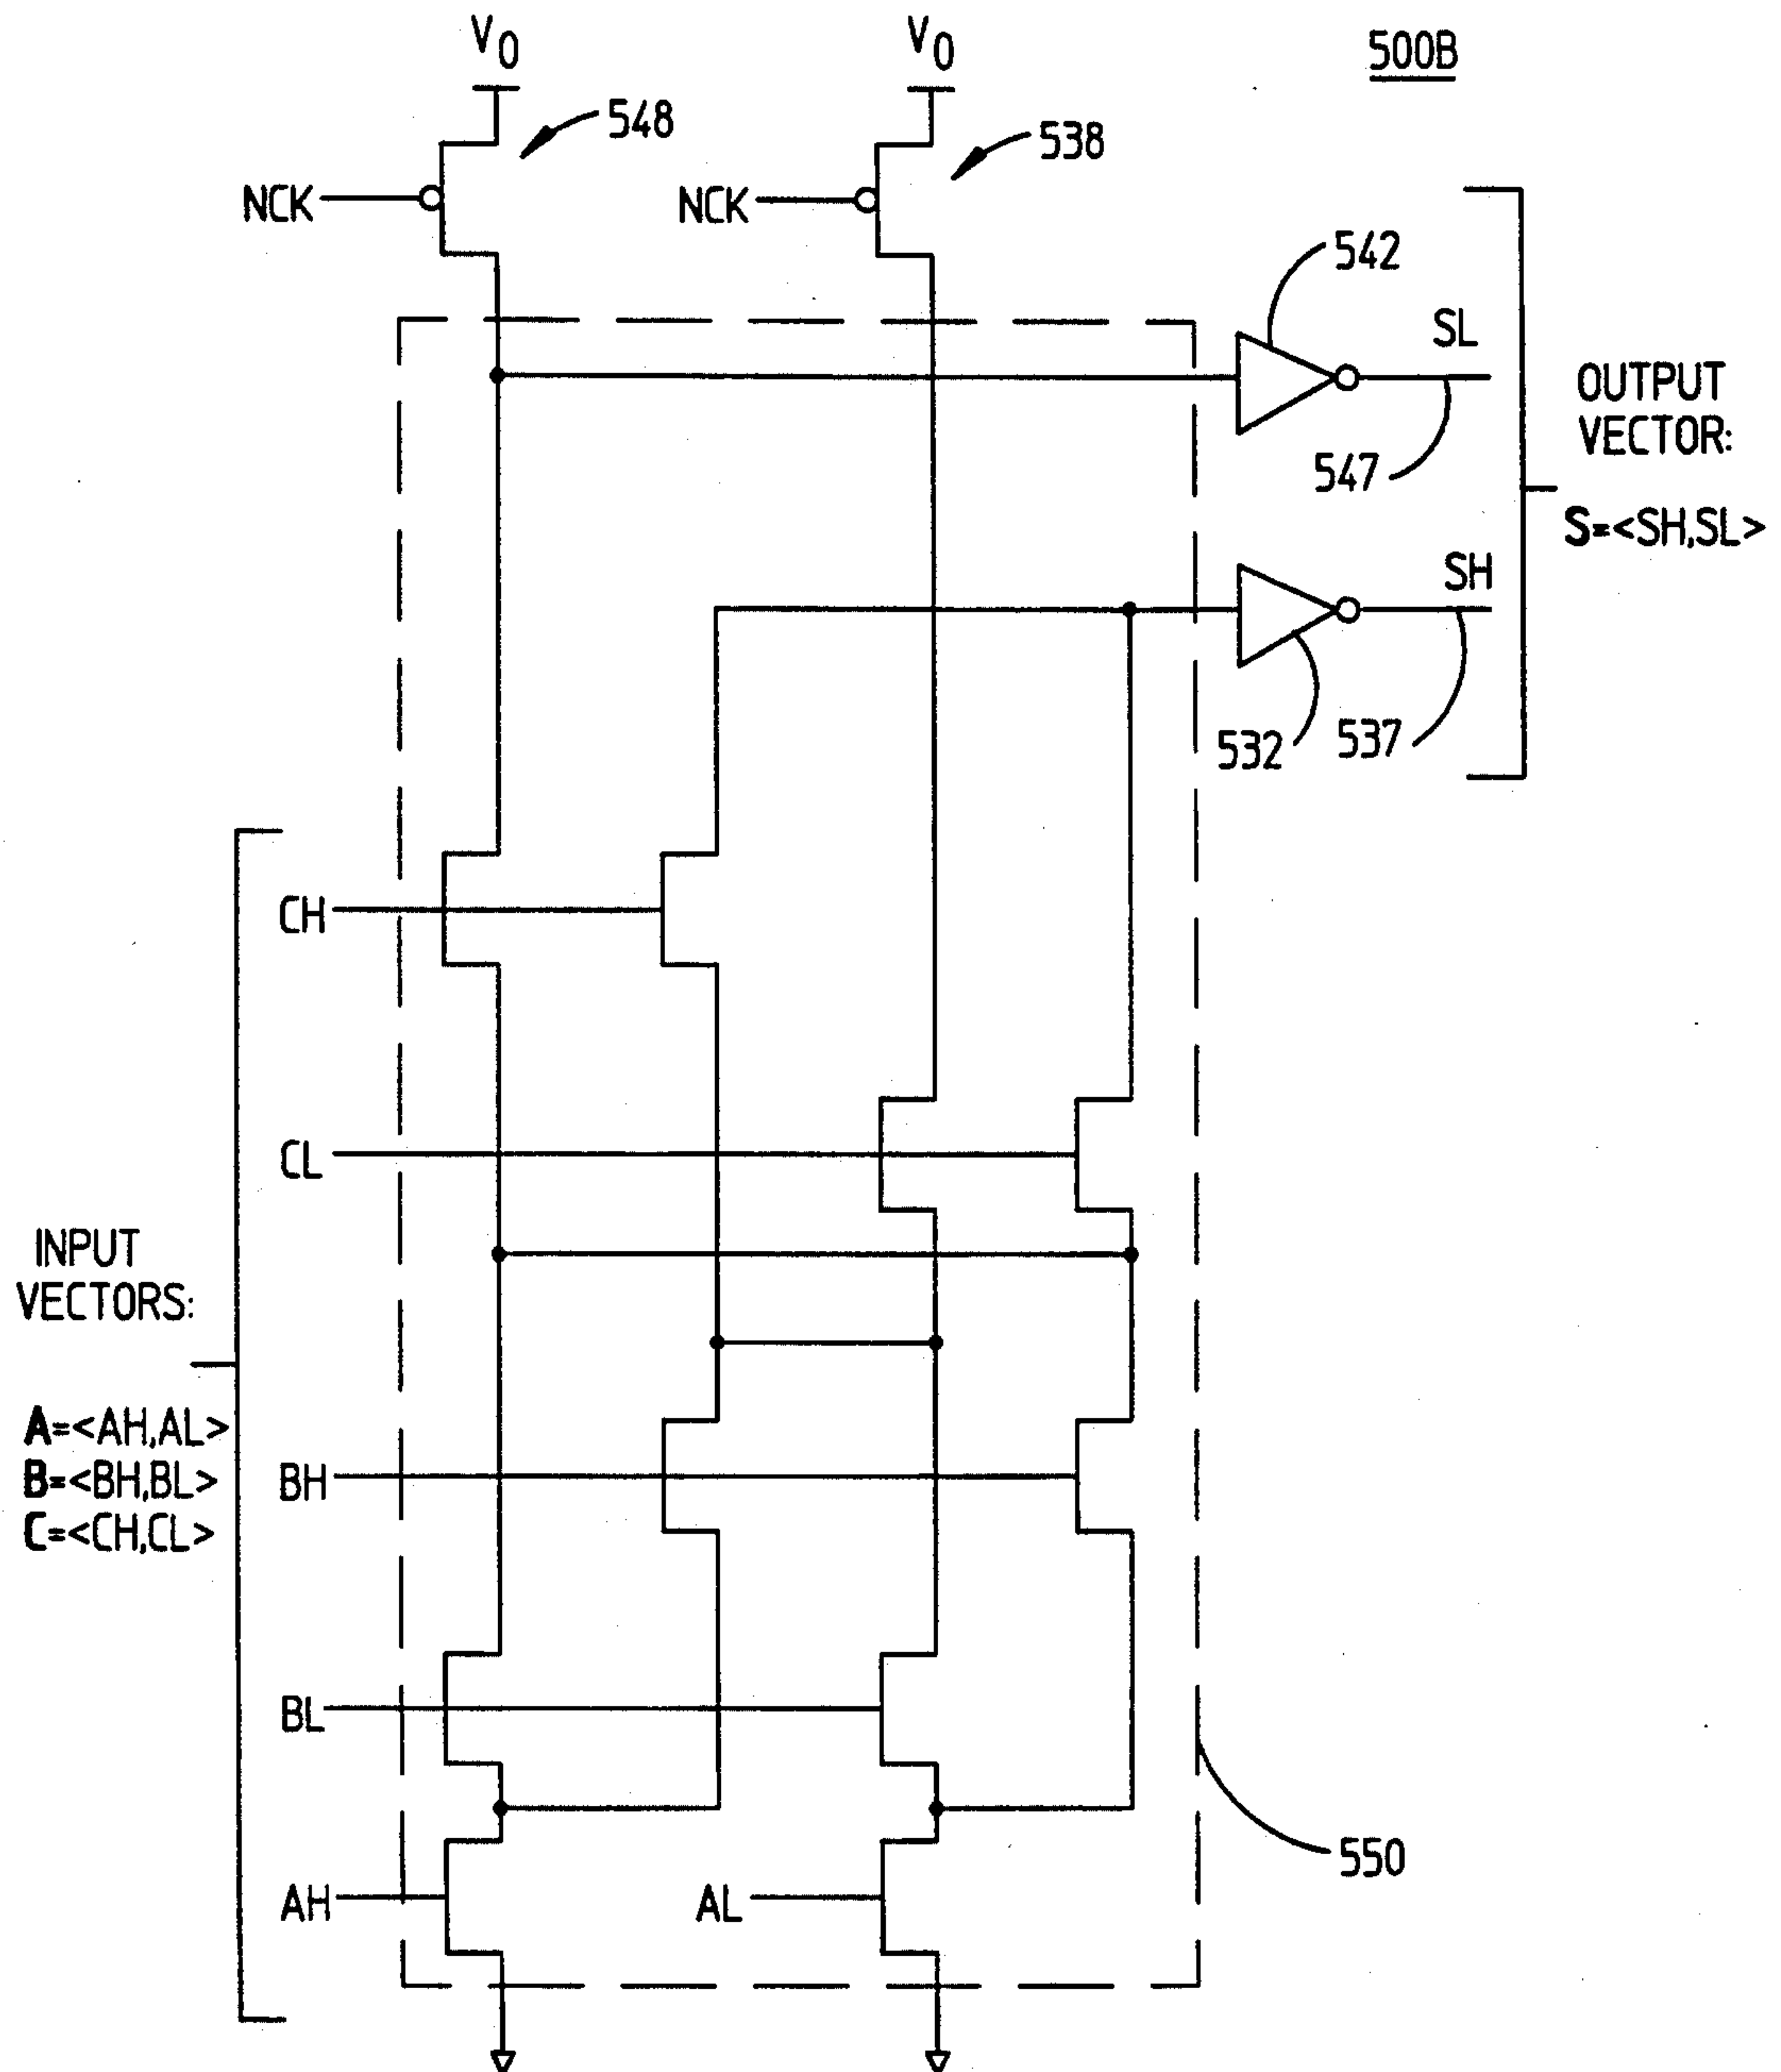 500B
V0
V0
548
538
NCK
NCK
542
SL
OUTPUT
VECTOR:
547
S=<SH,SL>
SH
532
537
CH
CL
INPUT
VECTORS:
A=<AH,AL>
B=<BH,BL>
C=<CH,CL>
BH
BL
550
AH
AL